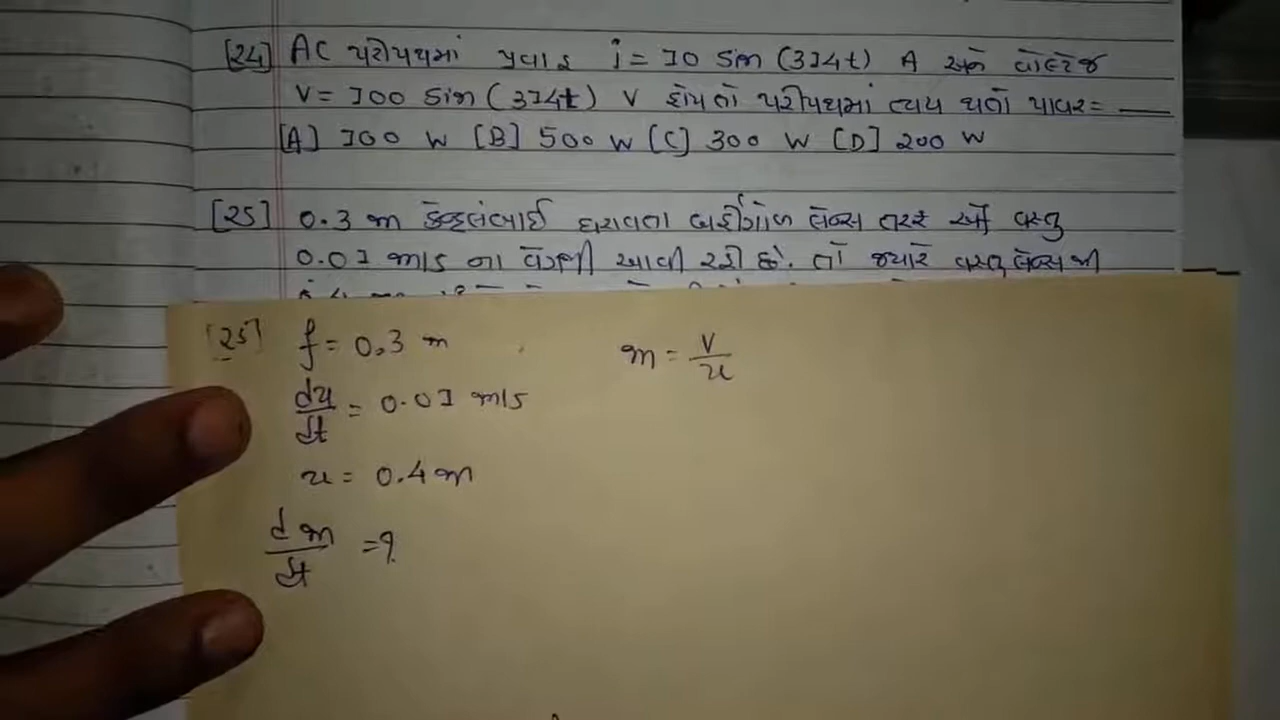 [24] AC પરીપથમાં પ્રવાહ i = 10 sin (314t) A અને વોલ્ટેજ
V = 100 sin (314t) V હોય તો પરીપથમાં વ્યય થતો પાવર = ___
[A] 100 W [B] 500 W [C] 300 W [D] 200 W
[25] 0.3 m કેન્દ્રલંબાઈ ધરાવતા બહીર્ગોળ લેન્સ તરફ એક વસ્તુ
0.01 m/s ના વેગથી આવી રહી છે. તો જ્યારે વસ્તુ લેન્સથી
[25] f = 0.3 m
m = v/u
du/dt = 0.01 m/s
u = 0.4 m
dm/dt = ?